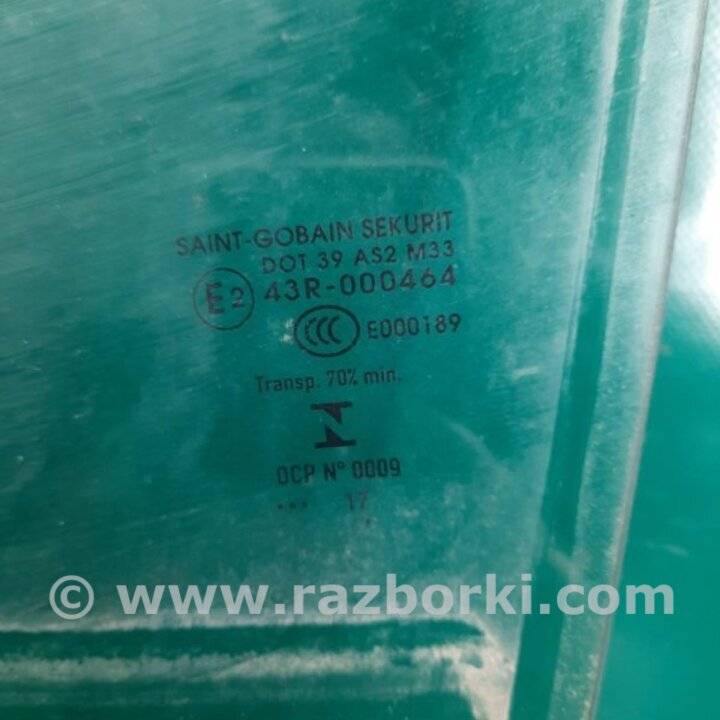 SAINT-GOBAIN SEKURIT
DOT 39 AS2 M33
E2 43R-000464
CCC E000189
Transp. 70% min.
OCP Nº 0009
... 17
© www.razborki.com